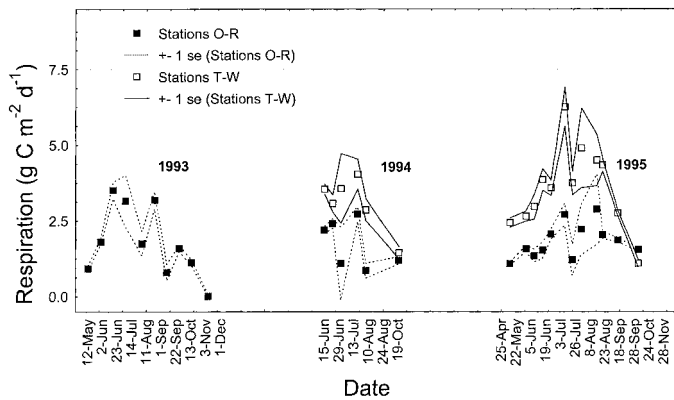 Stations O-R
+- 1 se (Stations O-R)
Stations T-W
+- 1 se (Stations T-W)
7.5
5.0
2.5
0.0
Respiration (g C m-2 d-1)
1993
1994
1995
12-May
2-Jun
23-Jun
14-Jul
11-Aug
1-Sep
22-Sep
13-Oct
3-Nov
1-Dec
15-Jun
29-Jun
13-Jul
10-Aug
24-Aug
19-Oct
25-Apr
22-May
5-Jun
19-Jun
3-Jul
26-Jul
8-Aug
23-Aug
18-Sep
28-Sep
24-Oct
28-Nov
Date